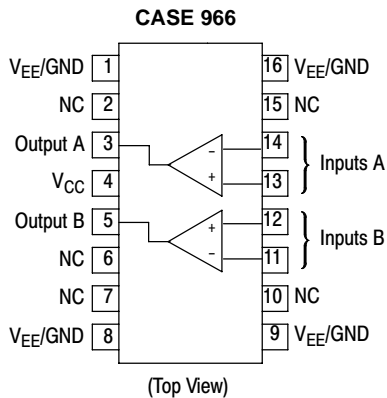 CASE 966
V_EE/GND 1 16 V_EE/GND
NC 2 15 NC
Output A 3 − 14
V_CC 4 + 13
Inputs A
Output B 5 + 12
NC 6 − 11
Inputs B
NC 7 10 NC
V_EE/GND 8 9 V_EE/GND
(Top View)